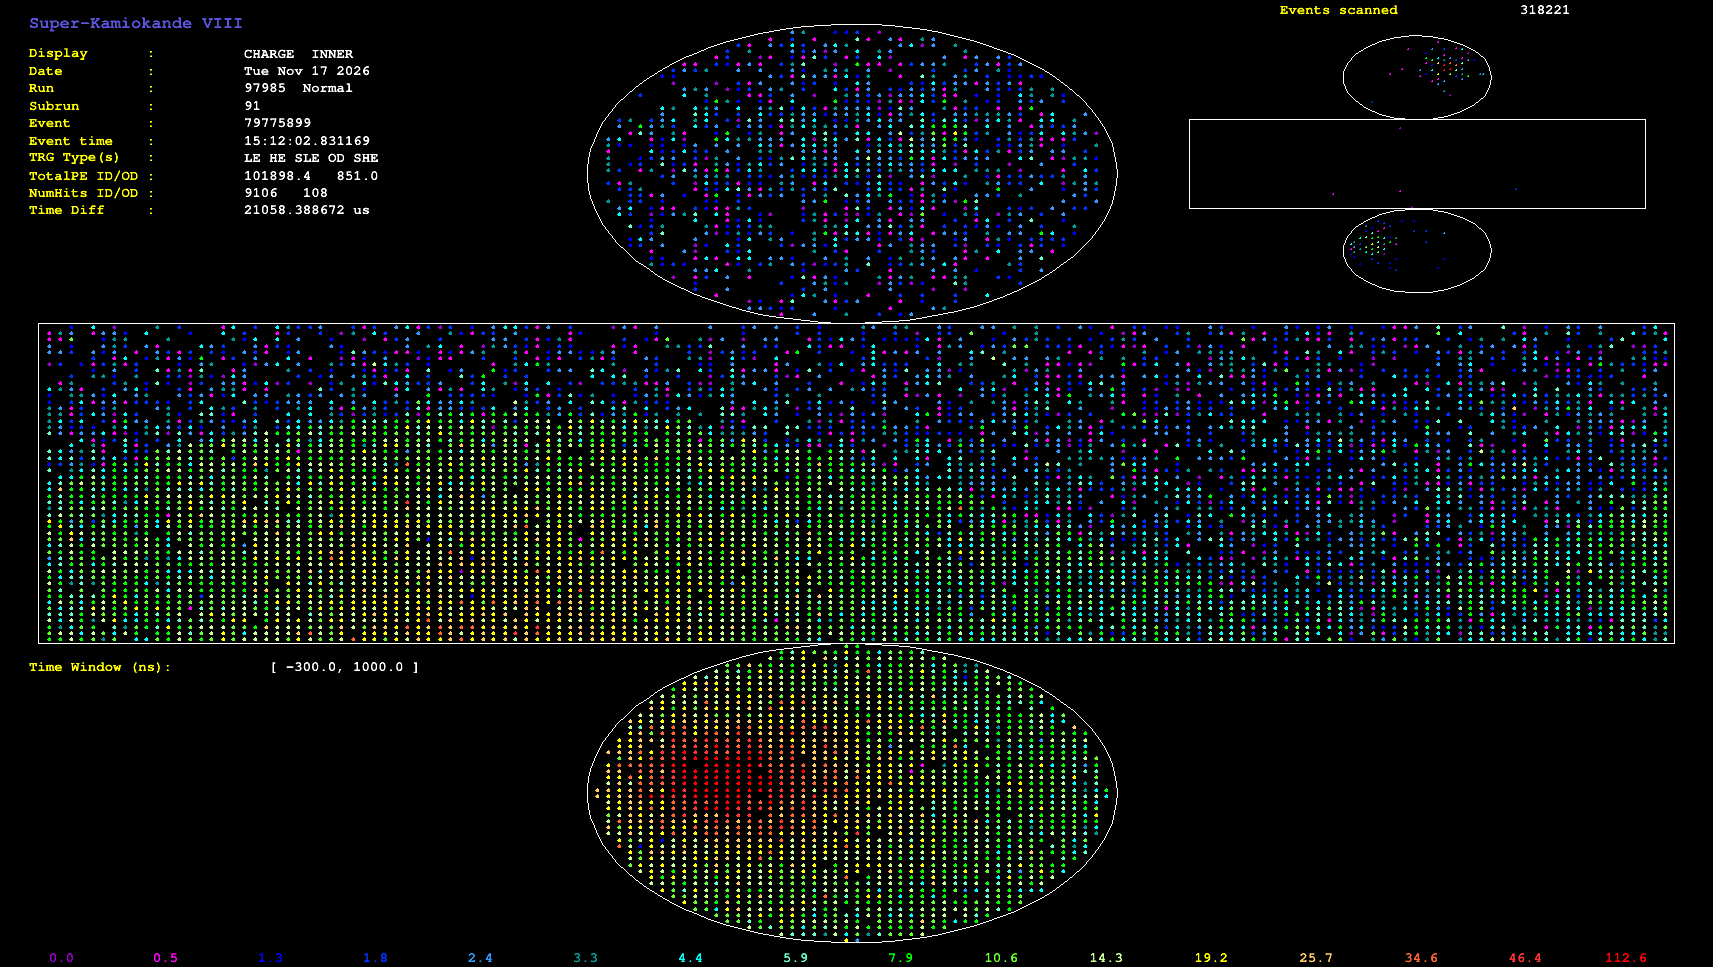 Super-Kamiokande VIII
Events scanned 318221
Display : CHARGE INNER
Date : Tue Nov 17 2026
Run : 97985 Normal
Subrun : 91
Event : 79775899
Event time : 15:12:02.831169
TRG Type(s) : LE HE SLE OD SHE
TotalPE ID/OD : 101898.4 851.0
NumHits ID/OD : 9106 108
Time Diff : 21058.388672 us
Time Window (ns): [ -300.0, 1000.0 ]
0.0 0.5 1.3 1.8 2.4 3.3 4.4 5.9 7.9 10.6 14.3 19.2 25.7 34.6 46.4 112.6